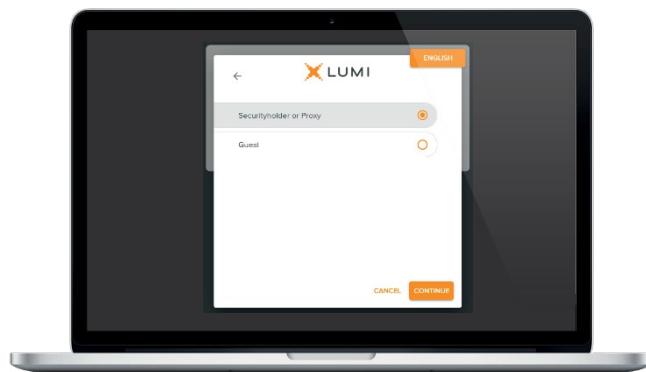 ENGLISH
LUMI
Securityholder or Proxy
Guest
CANCEL
CONTINUE